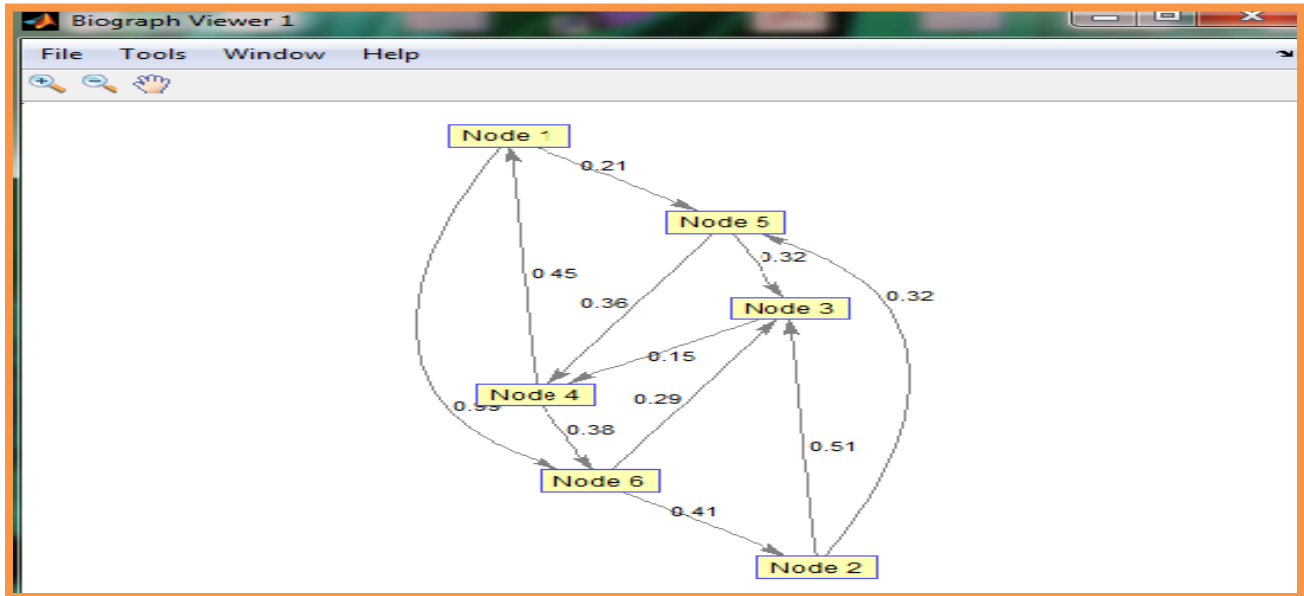 Biograph Viewer 1
File Tools Window Help
Node 1
0.21
Node 5
0.32
0.45
0.36
0.32
Node 3
0.15
Node 4
0.29
0.38
0.51
Node 6
0.41
Node 2